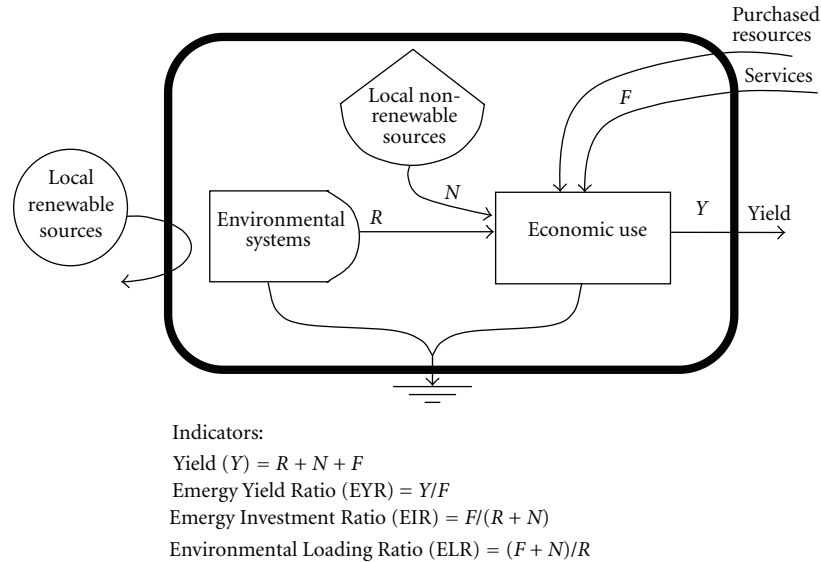 Purchased
resources
Services
Local non-
renewable
sources
F
Local
renewable
sources
N
Environmental
systems
R
Economic use
Y
Yield
Indicators:
Yield (Y) = R + N + F
Emergy Yield Ratio (EYR) = Y/F
Emergy Investment Ratio (EIR) = F/(R + N)
Environmental Loading Ratio (ELR) = (F + N)/R